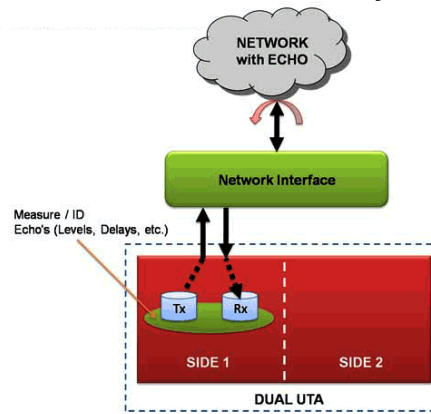 NETWORK
with ECHO
Network Interface
Measure / ID
Echo's (Levels, Delays, etc.)
Tx
Rx
SIDE 1
SIDE 2
DUAL UTA